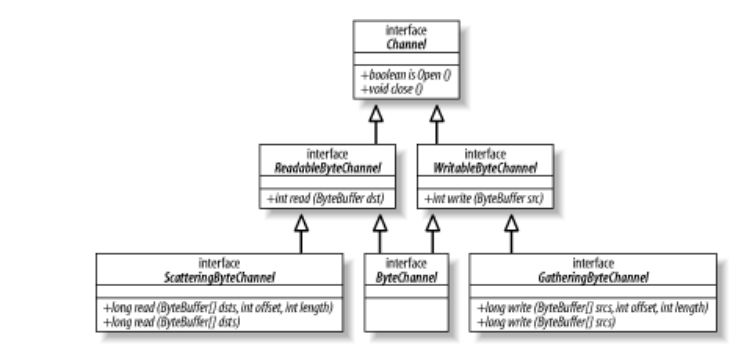 interface
Channel
+boolean is Open ()
+void close ()
interface
ReadableByteChannel
+int read (ByteBuffer dst)
interface
WritableByteChannel
+int write (ByteBuffer src)
interface
ScatteringByteChannel
+long read (ByteBuffer[] dsts, int offset, int length)
+long read (ByteBuffer[] dsts)
interface
ByteChannel
interface
GatheringByteChannel
+long write (ByteBuffer[] srcs, int offset, int length)
+long write (ByteBuffer[] srcs)